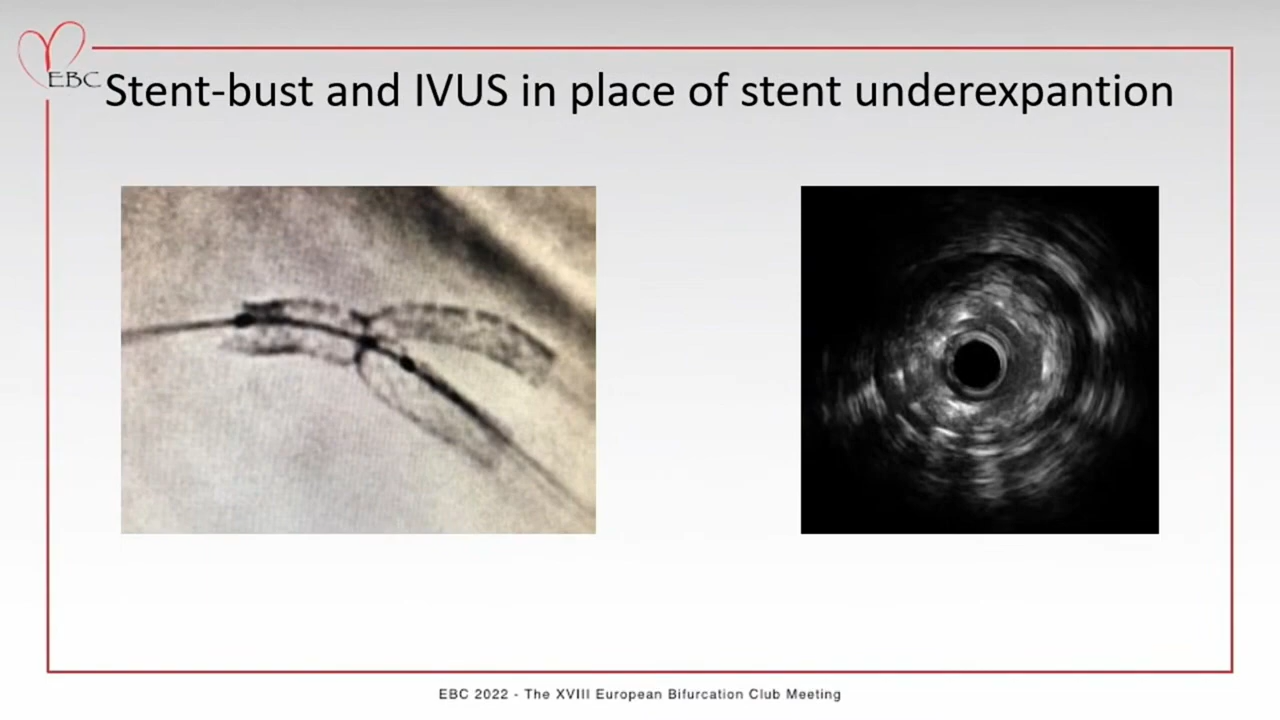 EBC
Stent-bust and IVUS in place of stent underexpantion
EBC 2022 - The XVIII European Bifurcation Club Meeting